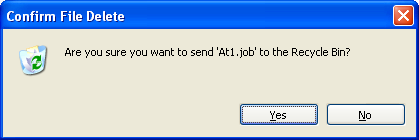 Confirm File Delete
Are you sure you want to send 'At1.job' to the Recycle Bin?
Yes
No